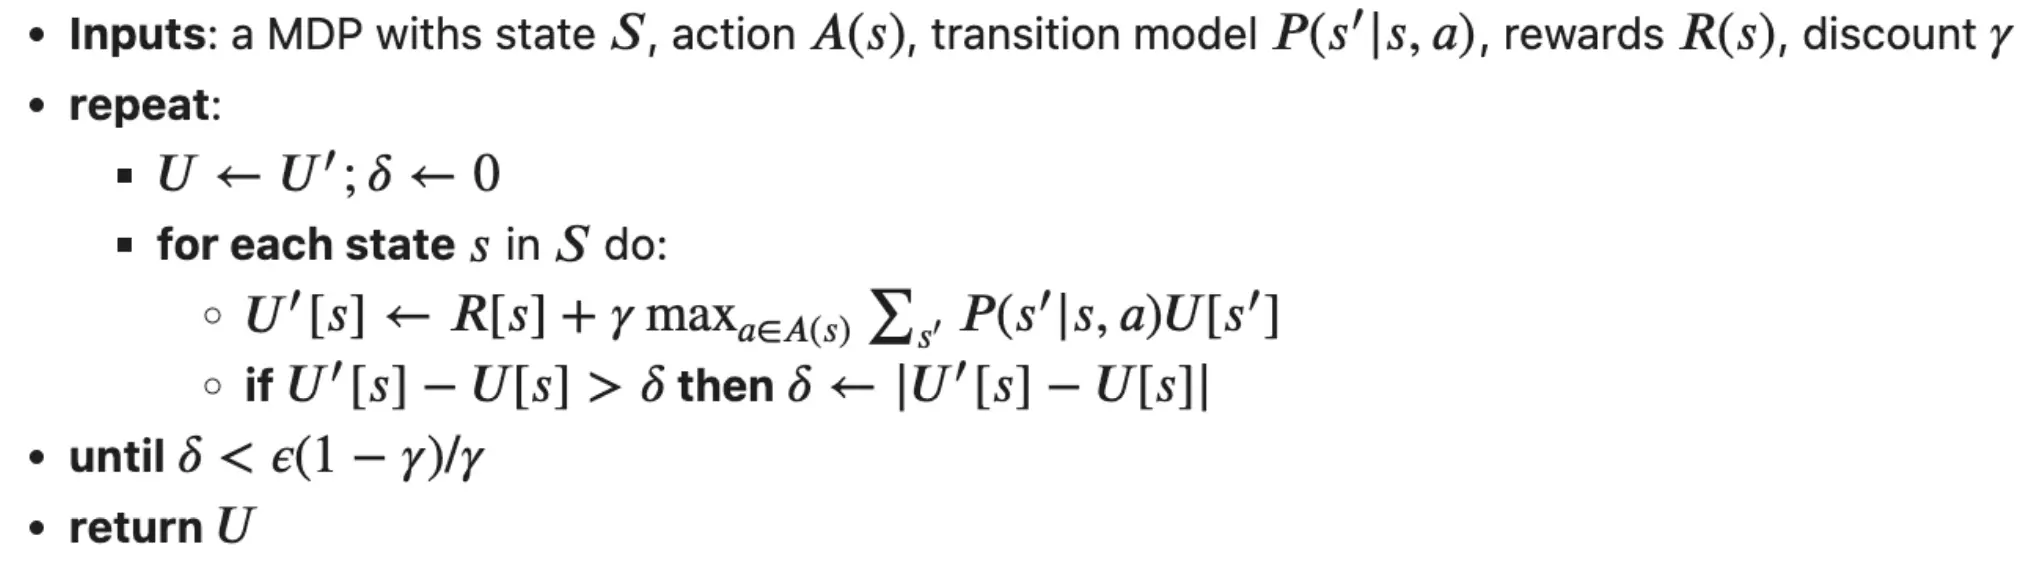 • Inputs: a MDP withs state S, action A(s), transition model P(s′|s, a), rewards R(s), discount γ
• repeat:
▪ U ← U′; δ ← 0
▪ for each state s in S do:
◦ U′[s] ← R[s] + γ max_{a∈A(s)} ∑_{s′} P(s′|s, a)U[s′]
◦ if U′[s] − U[s] > δ then δ ← |U′[s] − U[s]|
• until δ < ϵ(1 − γ)/γ
• return U